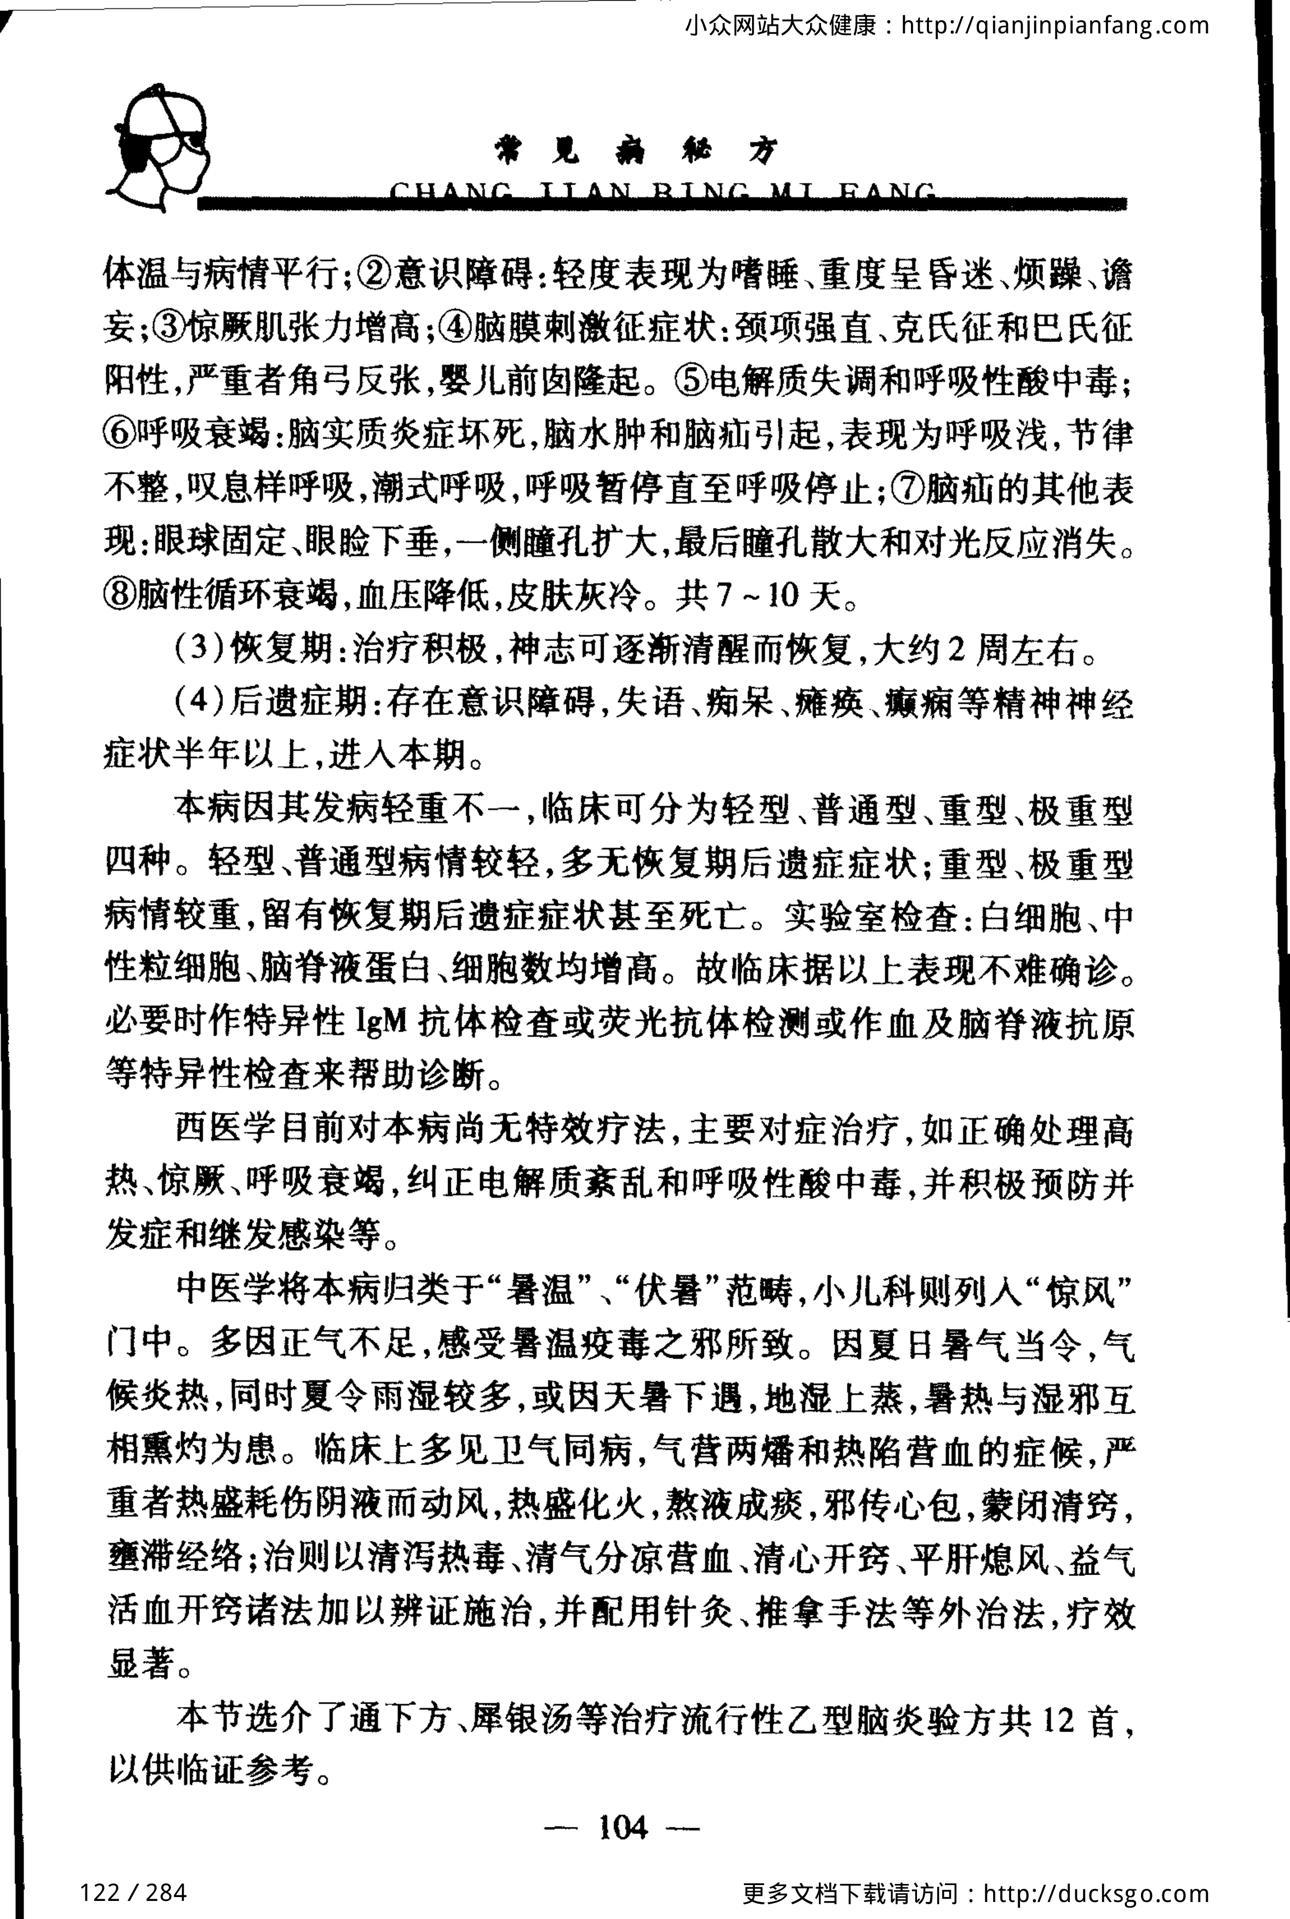 小众网站大众健康：http://qianjinpianfang.com
常见病秘方
CHANG JIAN BING MI FANG
体温与病情平行；②意识障碍：轻度表现为嗜睡、重度呈昏迷、烦躁、谵
妄；③惊厥肌张力增高；④脑膜刺激征症状：颈项强直、克氏征和巴氏征
阳性，严重者角弓反张，婴儿前囟隆起。⑤电解质失调和呼吸性酸中毒；
⑥呼吸衰竭：脑实质炎症坏死，脑水肿和脑疝引起，表现为呼吸浅，节律
不整，叹息样呼吸，潮式呼吸，呼吸暂停直至呼吸停止；⑦脑疝的其他表
现：眼球固定、眼睑下垂，一侧瞳孔扩大，最后瞳孔散大和对光反应消失。
⑧脑性循环衰竭，血压降低，皮肤灰冷。共7～10天。
(3)恢复期：治疗积极，神志可逐渐清醒而恢复，大约2周左右。
(4)后遗症期：存在意识障碍，失语、痴呆、瘫痪、癫痫等精神神经
症状半年以上，进入本期。
本病因其发病轻重不一，临床可分为轻型、普通型、重型、极重型
四种。轻型、普通型病情较轻，多无恢复期后遗症症状；重型、极重型
病情较重，留有恢复期后遗症症状甚至死亡。实验室检查：白细胞、中
性粒细胞、脑脊液蛋白、细胞数均增高。故临床据以上表现不难确诊。
必要时作特异性IgM抗体检查或荧光抗体检测或作血及脑脊液抗原
等特异性检查来帮助诊断。
西医学目前对本病尚无特效疗法，主要对症治疗，如正确处理高
热、惊厥、呼吸衰竭，纠正电解质紊乱和呼吸性酸中毒，并积极预防并
发症和继发感染等。
中医学将本病归类于“暑温”、“伏暑”范畴，小儿科则列入“惊风”
门中。多因正气不足，感受暑温疫毒之邪所致。因夏日暑气当令，气
候炎热，同时夏令雨湿较多，或因天暑下遇，地湿上蒸，暑热与湿邪互
相熏灼为患。临床上多见卫气同病，气营两燔和热陷营血的症候，严
重者热盛耗伤阴液而动风，热盛化火，熬液成痰，邪传心包，蒙闭清窍，
壅滞经络；治则以清泻热毒、清气分凉营血、清心开窍、平肝熄风、益气
活血开窍诸法加以辨证施治，并配用针灸、推拿手法等外治法，疗效
显著。
本节选介了通下方、犀银汤等治疗流行性乙型脑炎验方共12首，
以供临证参考。
— 104 —
122 / 284
更多文档下载请访问：http://ducksgo.com